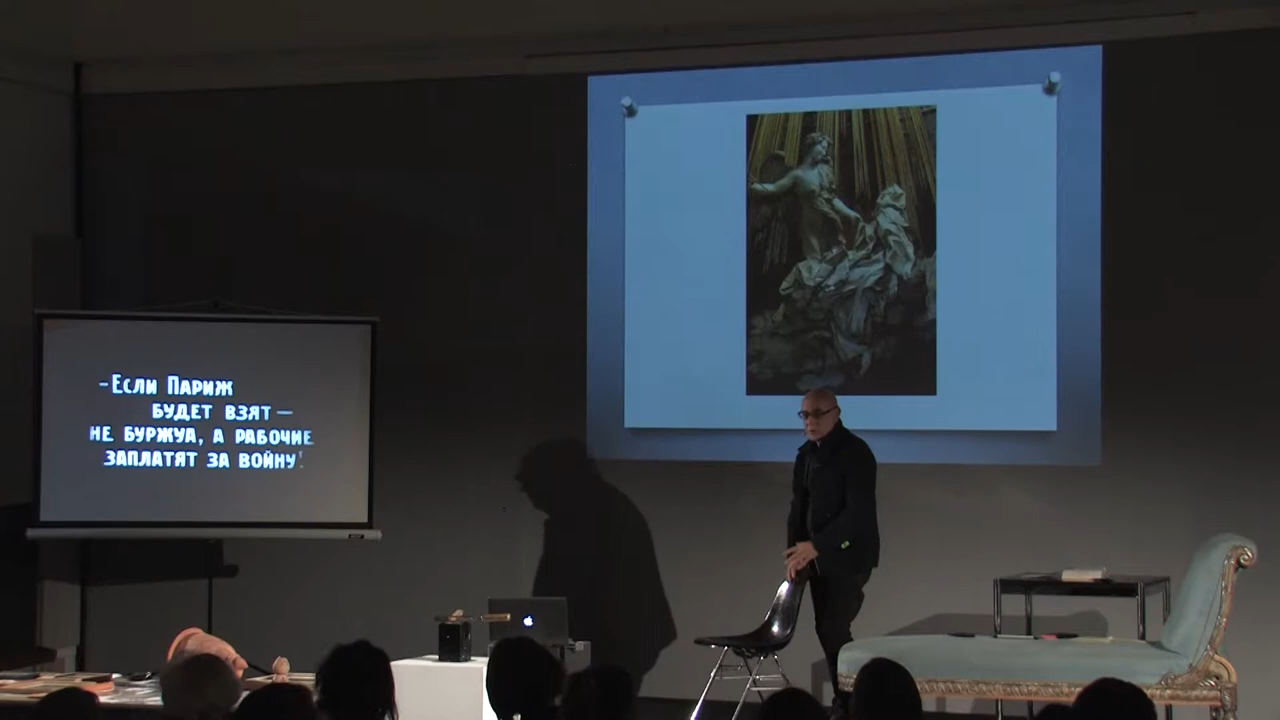 -Если Париж
будет взят —
не буржуа, а рабочие
заплатят за войну!